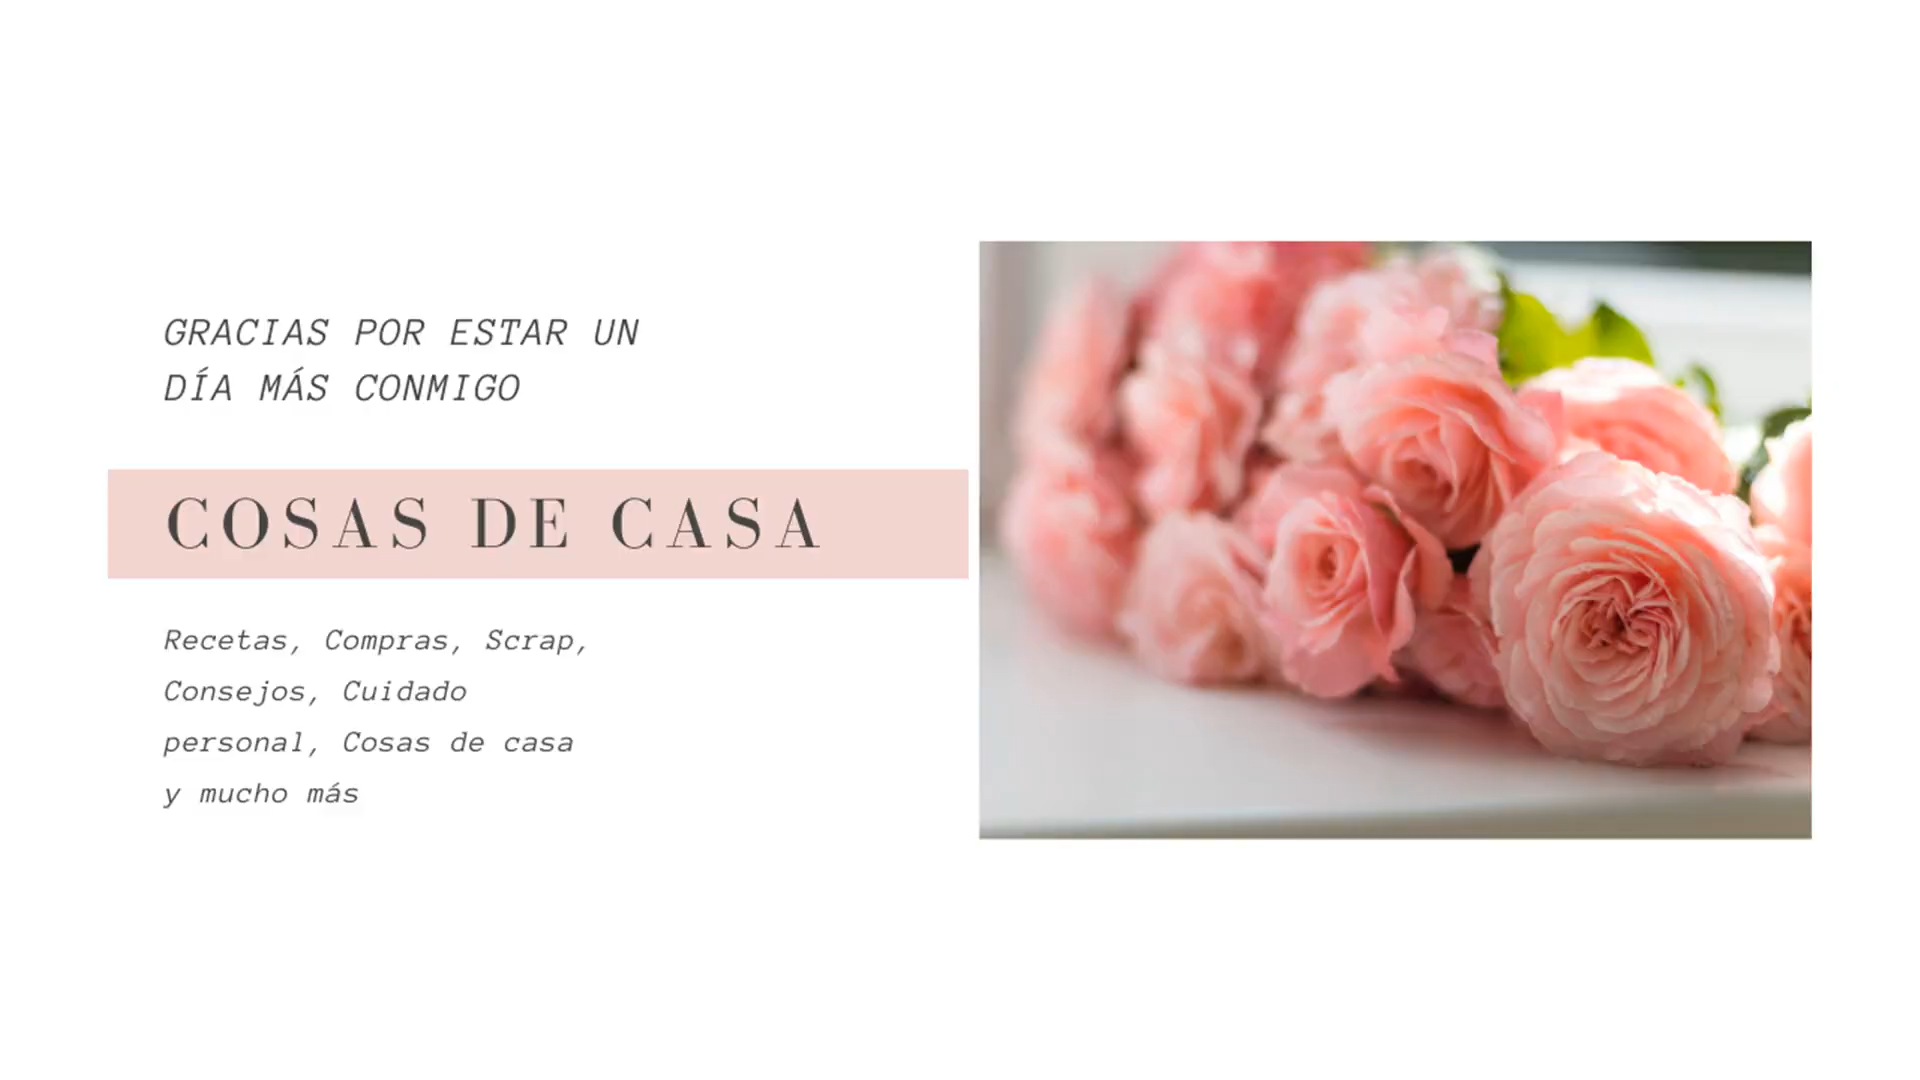 GRACIAS POR ESTAR UN
DÍA MÁS CONMIGO
COSAS DE CASA
Recetas, Compras, Scrap,
Consejos, Cuidado
personal, Cosas de casa
y mucho más